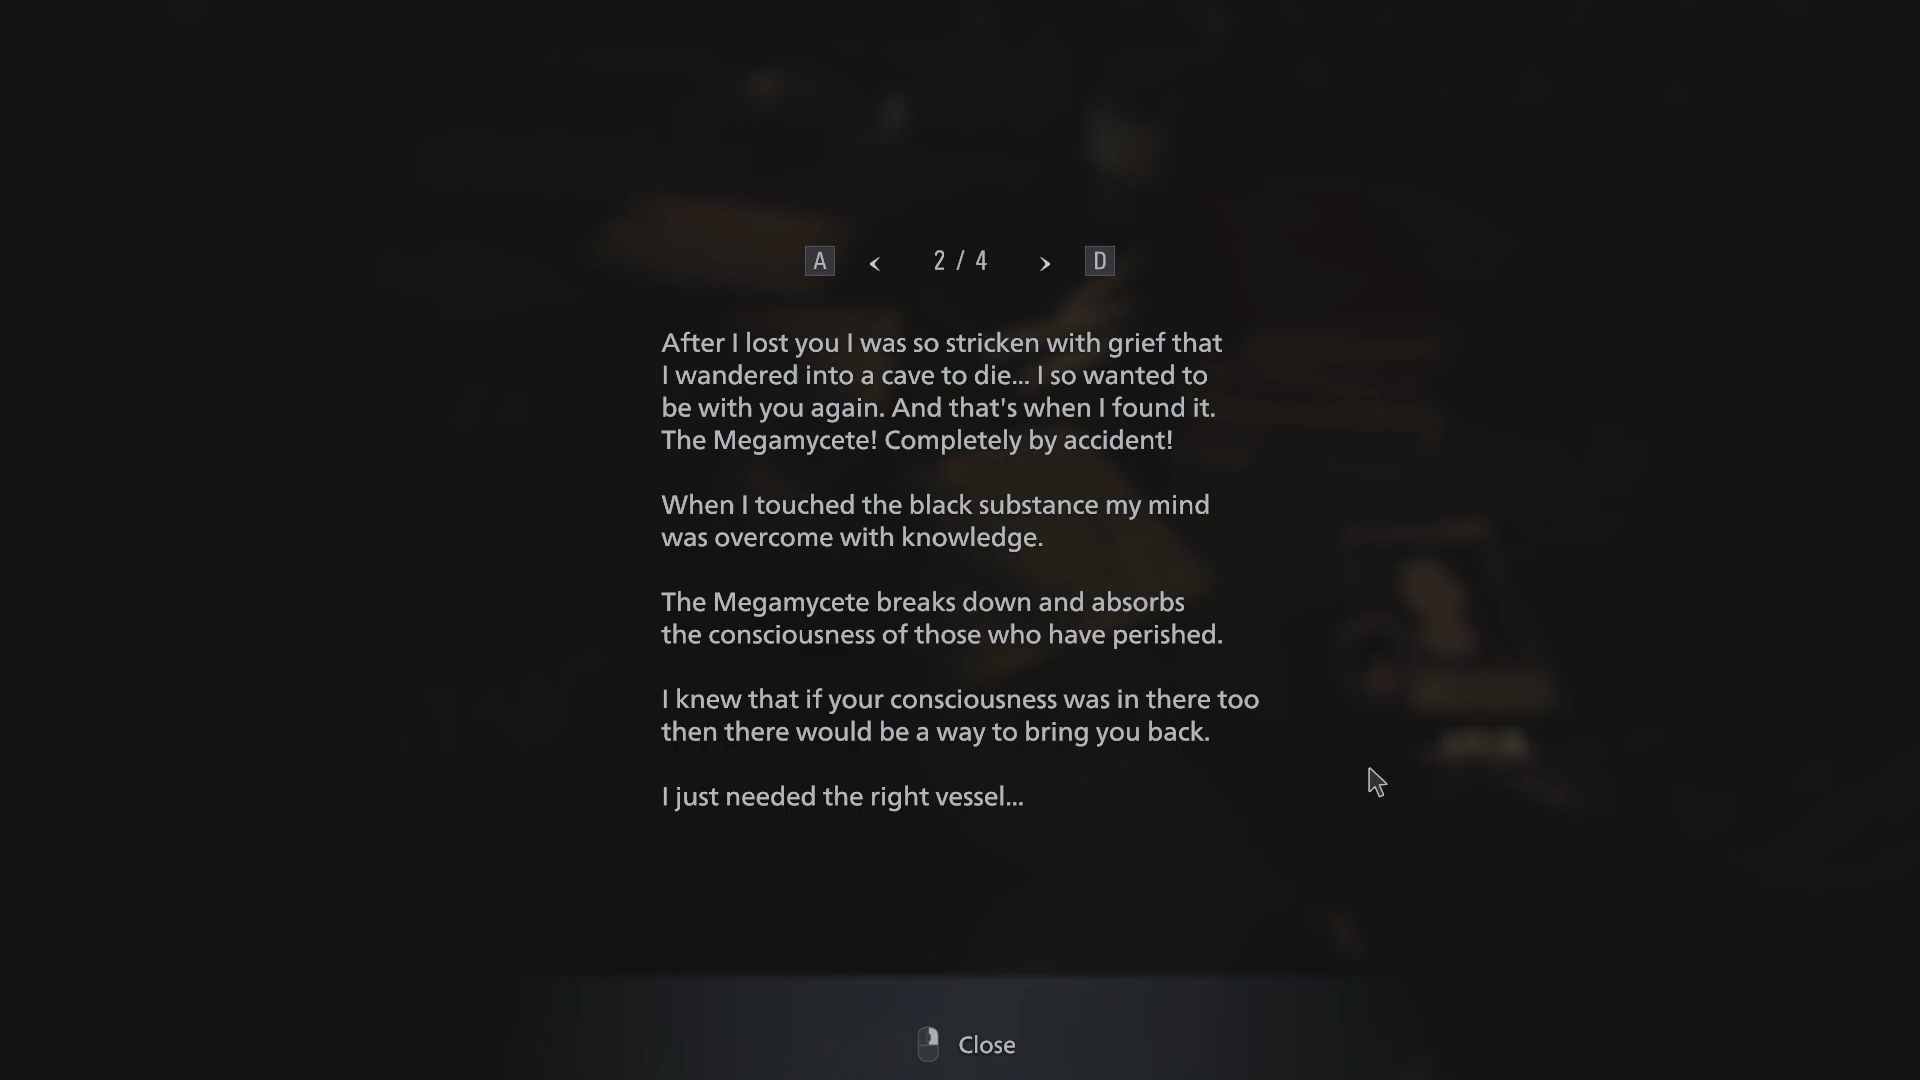 A < 2 / 4 > D
After I lost you I was so stricken with grief that
I wandered into a cave to die... I so wanted to
be with you again. And that's when I found it.
The Megamycete! Completely by accident!
When I touched the black substance my mind
was overcome with knowledge.
The Megamycete breaks down and absorbs
the consciousness of those who have perished.
I knew that if your consciousness was in there too
then there would be a way to bring you back.
I just needed the right vessel...
Close